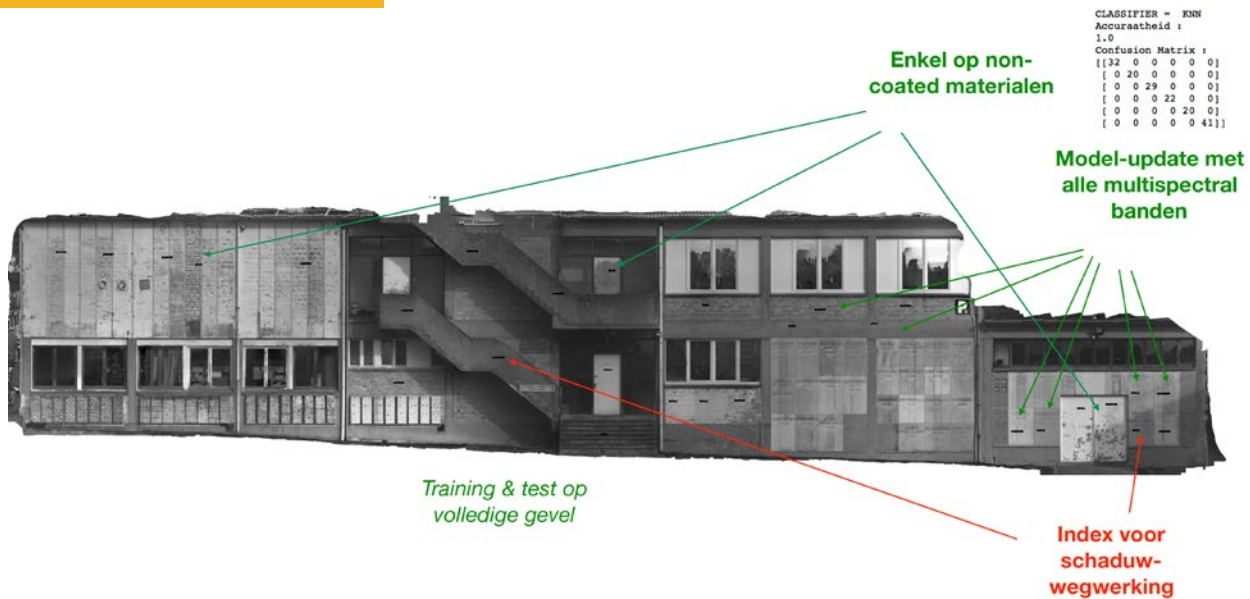 CLASSIFIER = KNN
Accuraatheid :
1.0
Confusion Matrix :
[[32 0 0 0 0 0]
[ 0 20 0 0 0 0]
[ 0 0 29 0 0 0]
[ 0 0 0 22 0 0]
[ 0 0 0 0 20 0]
[ 0 0 0 0 0 41]]
Enkel op non-
coated materialen
Model-update met
alle multispectral
banden
Training & test op
volledige gevel
Index voor
schaduw-
wegwerking